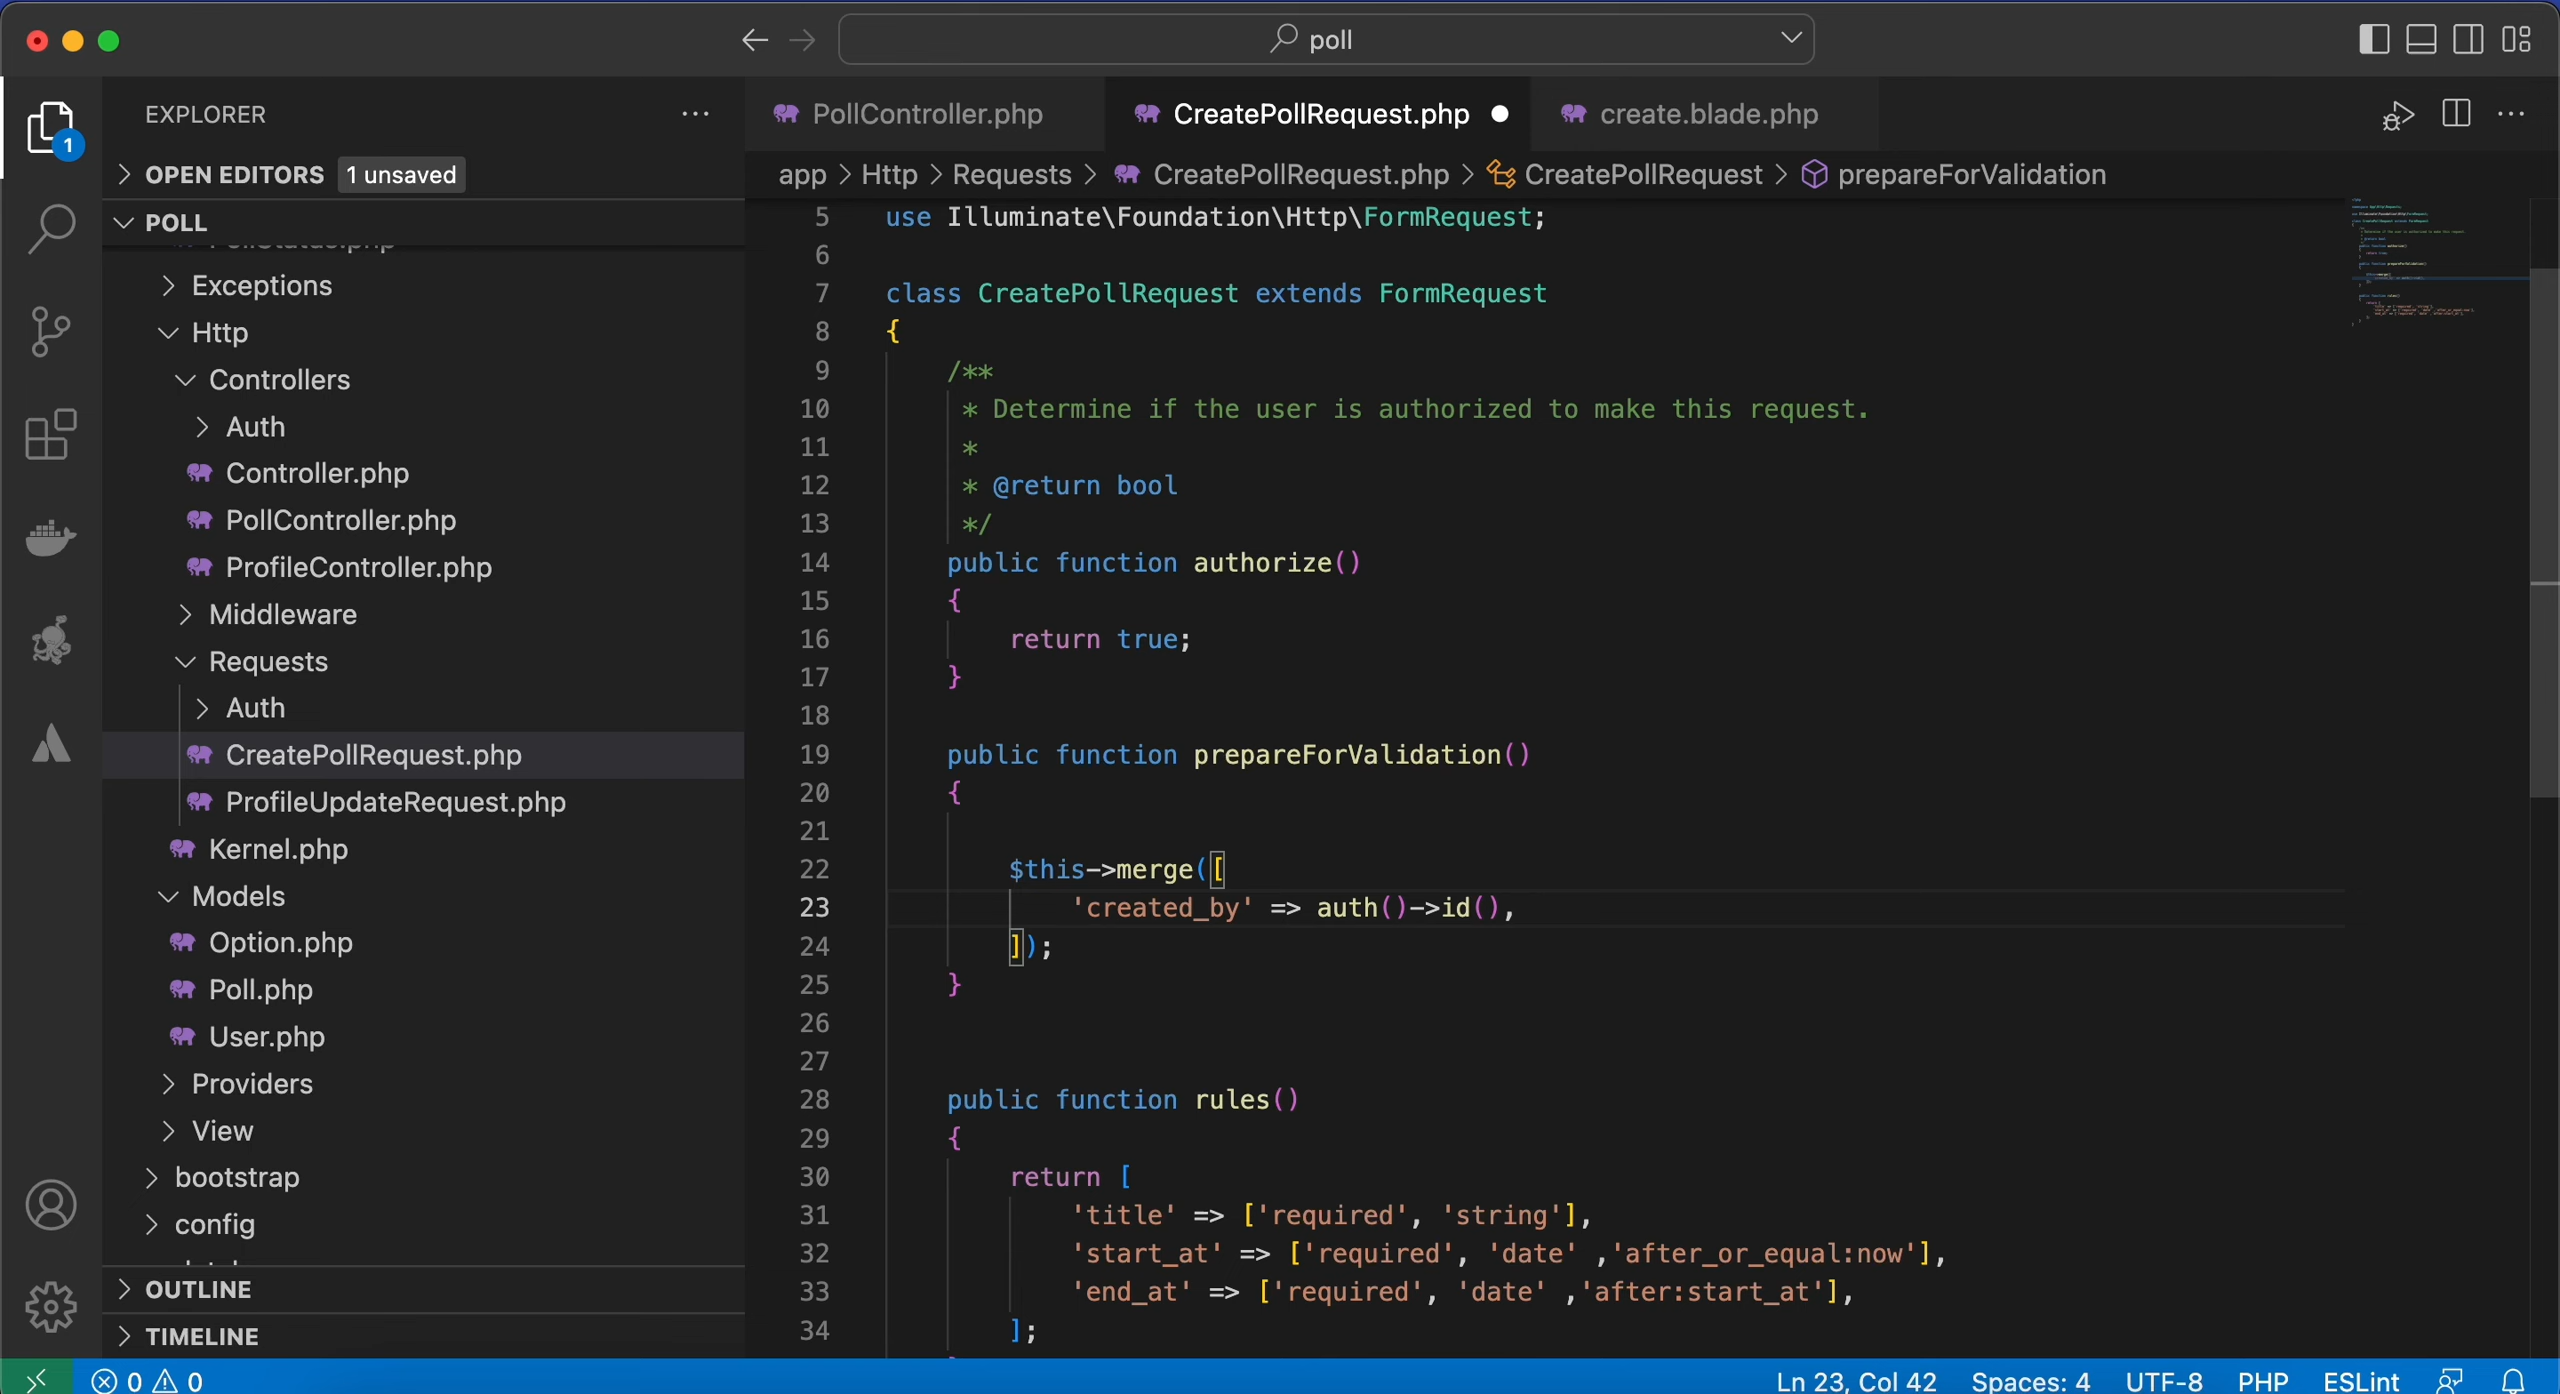 poll
EXPLORER
1
OPEN EDITORS 1 unsaved
POLL
PollStatus.php
Exceptions
Http
Controllers
Auth
Controller.php
PollController.php
ProfileController.php
Middleware
Requests
Auth
CreatePollRequest.php
ProfileUpdateRequest.php
Kernel.php
Models
Option.php
Poll.php
User.php
Providers
View
bootstrap
config
OUTLINE
TIMELINE
PollController.php CreatePollRequest.php create.blade.php
app > Http > Requests > CreatePollRequest.php > CreatePollRequest > prepareForValidation
5 use Illuminate\Foundation\Http\FormRequest;
6
7 class CreatePollRequest extends FormRequest
8 {
9 /**
10 * Determine if the user is authorized to make this request.
11 *
12 * @return bool
13 */
14 public function authorize()
15 {
16 return true;
17 }
18
19 public function prepareForValidation()
20 {
21
22 $this->merge([
23 'created_by' => auth()->id(),
24 ]);
25 }
26
27
28 public function rules()
29 {
30 return [
31 'title' => ['required', 'string'],
32 'start_at' => ['required', 'date' ,'after_or_equal:now'],
33 'end_at' => ['required', 'date' ,'after:start_at'],
34 ];
0 0 Ln 23, Col 42 Spaces: 4 UTF-8 PHP ESLint